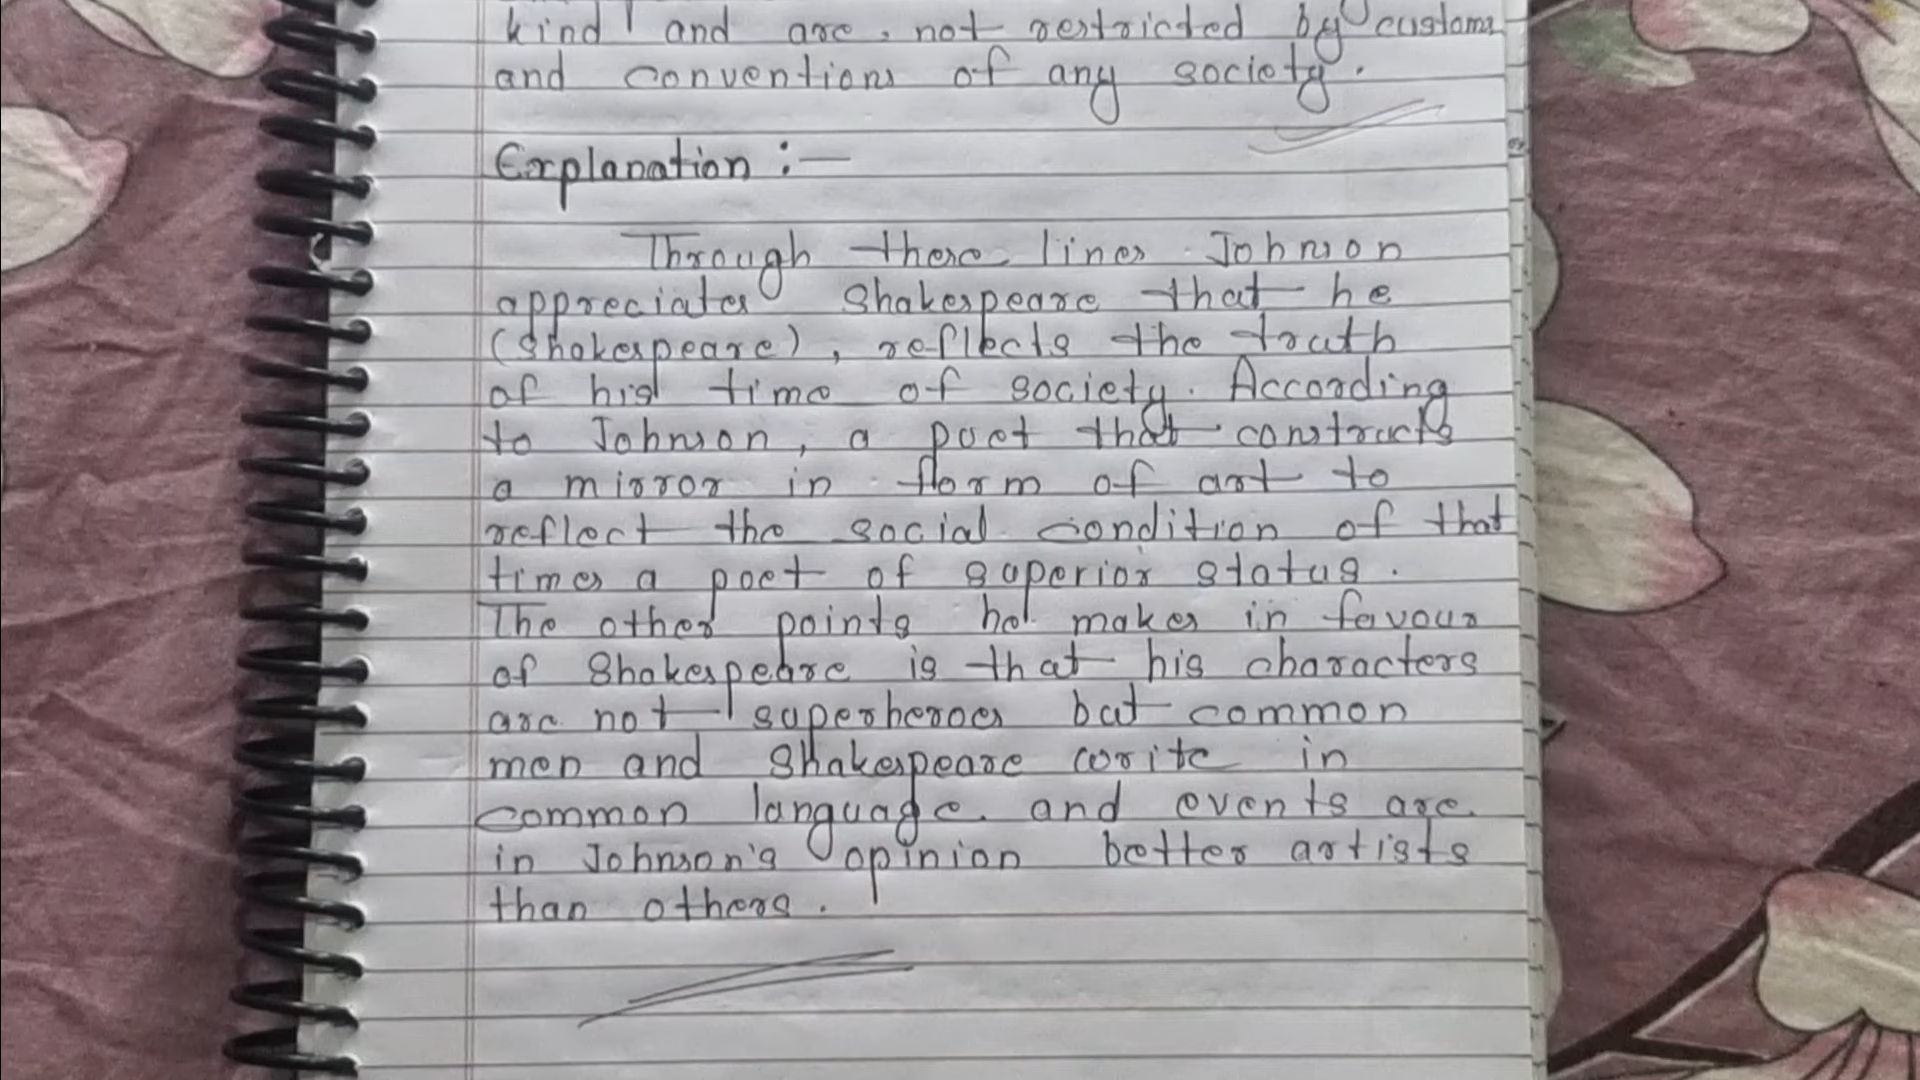 kind and are not restricted by customs
and conventions of any society.
Explanation :-
Through these lines Johnson
appreciates Shakespeare that he
(Shakespeare), reflects the truth
of his time of society. According
to Johnson, a poet that constructs
a mirror in form of art to
reflect the social condition of that
times a poet of superior status.
The other points he makes in favour
of Shakespeare is that his characters
are not superheroes but common
men and Shakespeare write in
common language and events are
in Johnson's opinion better artists
than others.